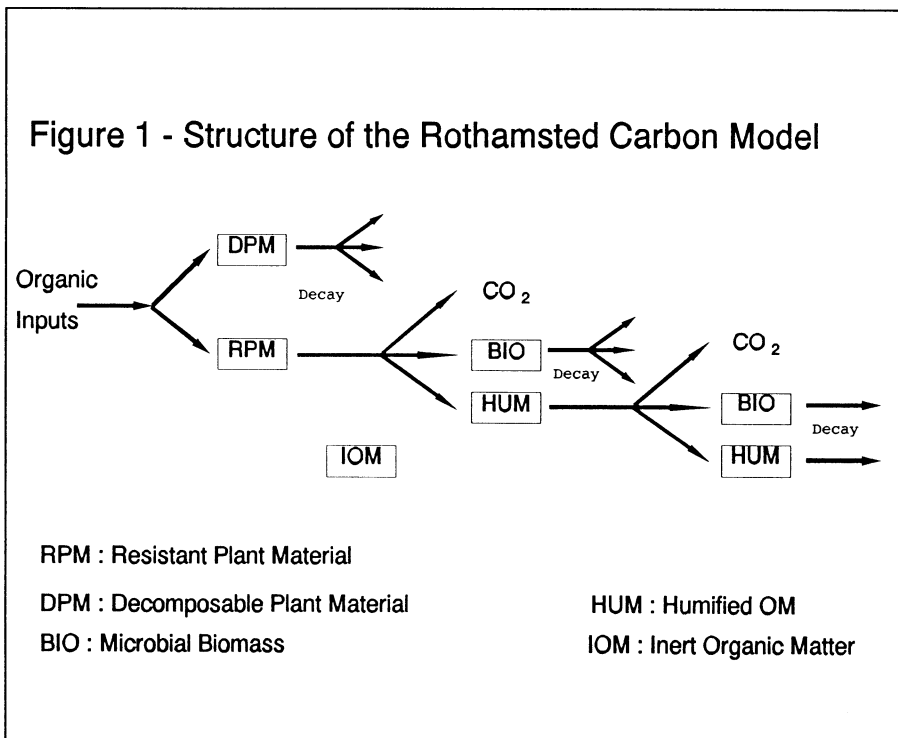 Figure 1 - Structure of the Rothamsted Carbon Model
DPM
Organic
Inputs
Decay
RPM
CO2
BIO
Decay
HUM
CO2
BIO
Decay
HUM
IOM
RPM : Resistant Plant Material
DPM : Decomposable Plant Material
BIO : Microbial Biomass
HUM : Humified OM
IOM : Inert Organic Matter